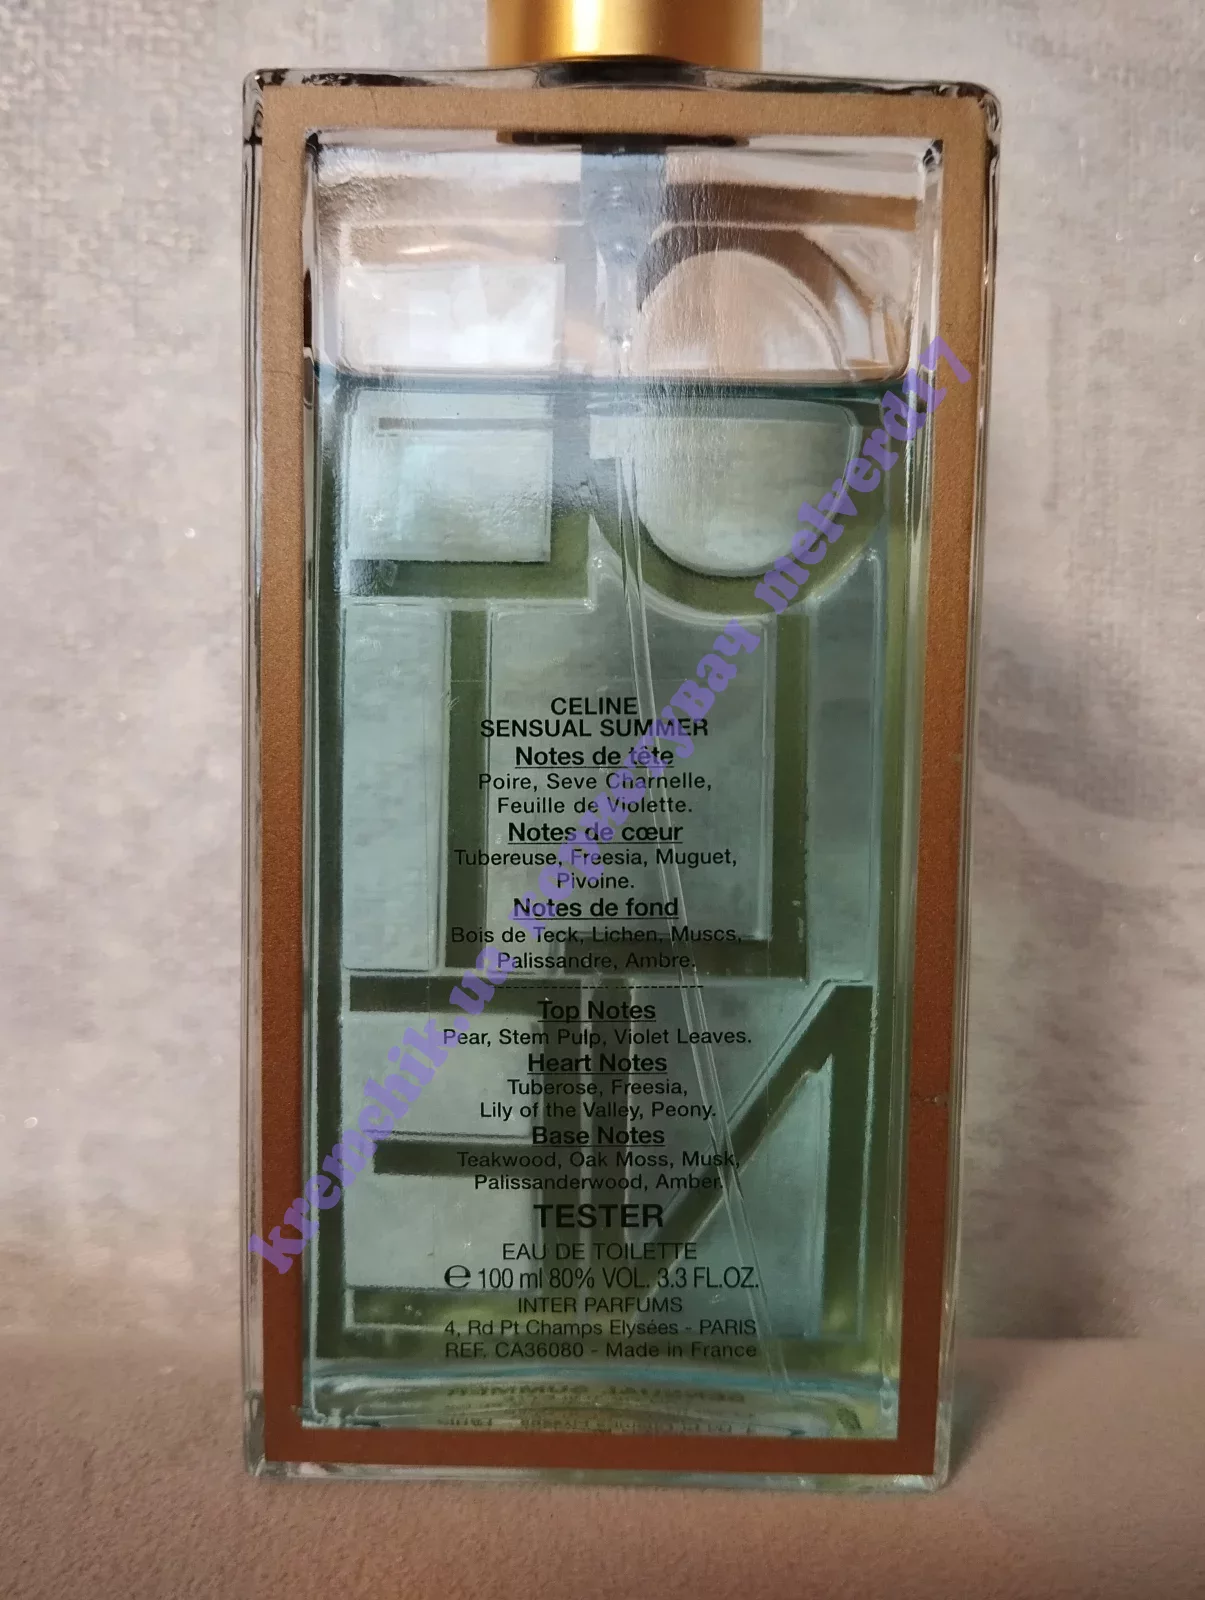 CELINE
SENSUAL SUMMER
Notes de tête
Poire, Seve Charnelle,
Feuille de Violette.
Notes de cœur
Tubereuse, Freesia, Muguet,
Pivoine.
Notes de fond
Bois de Teck, Lichen, Muscs,
Palissandre, Ambre.
Top Notes
Pear, Stem Pulp, Violet Leaves.
Heart Notes
Tuberose, Freesia,
Lily of the Valley, Peony.
Base Notes
Teakwood, Oak Moss, Musk,
Palissanderwood, Amber.
TESTER
EAU DE TOILETTE
℮ 100 ml 80% VOL. 3.3 FL.OZ.
INTER PARFUMS
4, Rd Pt Champs Elysées - PARIS
REF. CA36080 - Made in France
kremchik.ua melverd17